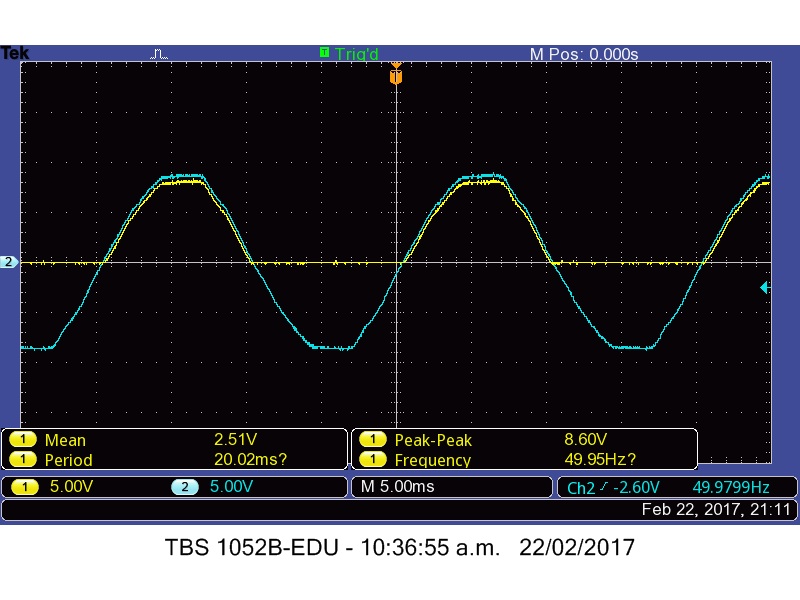 Tek Trig'd M Pos: 0.000s
T
2
1 Mean 2.51V 1 Peak-Peak 8.60V
1 Period 20.02ms? 1 Frequency 49.95Hz?
1 5.00V 2 5.00V M 5.00ms Ch2 -2.60V 49.9799Hz
Feb 22, 2017, 21:11
TBS 1052B-EDU - 10:36:55 a.m. 22/02/2017